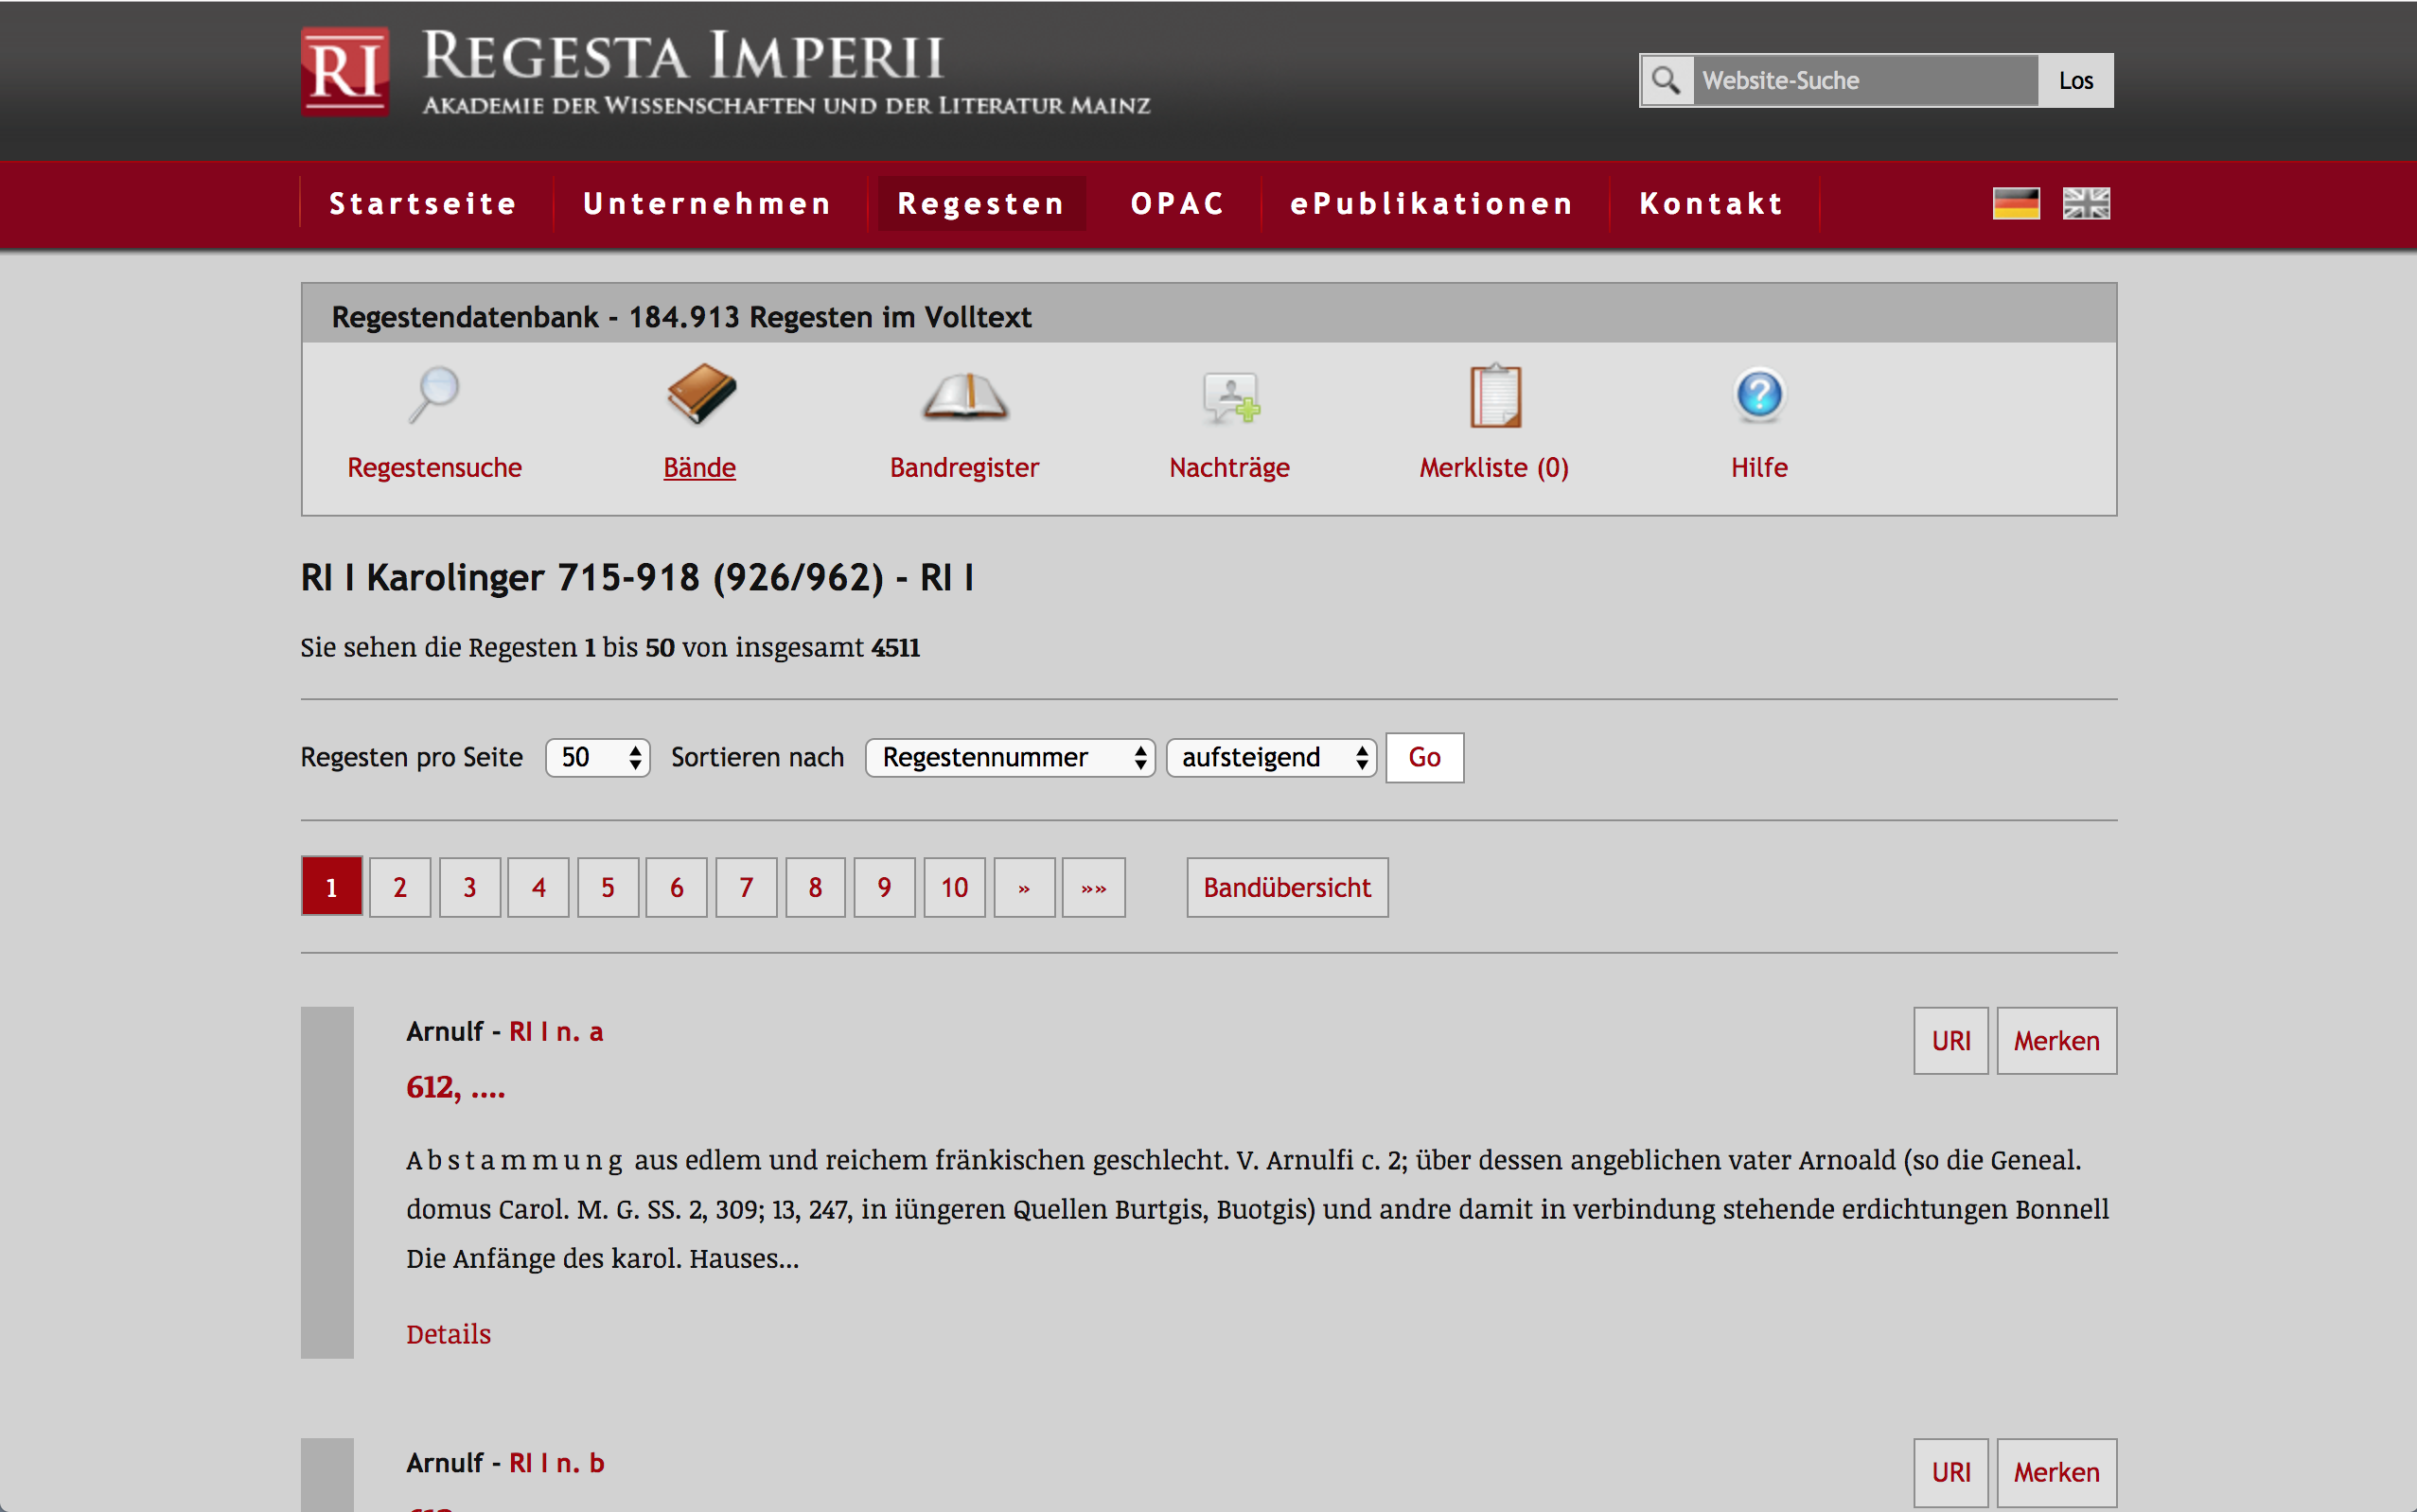 RI REGESTA IMPERII
AKADEMIE DER WISSENSCHAFTEN UND DER LITERATUR MAINZ
Website-Suche Los
Startseite Unternehmen Regesten OPAC ePublikationen Kontakt
Regestendatenbank - 184.913 Regesten im Volltext
Regestensuche Bände Bandregister Nachträge Merkliste (0) Hilfe
RI I Karolinger 715-918 (926/962) - RI I
Sie sehen die Regesten 1 bis 50 von insgesamt 4511
Regesten pro Seite 50 Sortieren nach Regestennummer aufsteigend Go
1 2 3 4 5 6 7 8 9 10 » »» Bandübersicht
Arnulf - RI I n. a URI Merken
612, ....
Abstammung aus edlem und reichem fränkischen geschlecht. V. Arnulfi c. 2; über dessen angeblichen vater Arnoald (so die Geneal.
domus Carol. M. G. SS. 2, 309; 13, 247, in iüngeren Quellen Burtgis, Buotgis) und andre damit in verbindung stehende erdichtungen Bonnell
Die Anfänge des karol. Hauses...
Details
Arnulf - RI I n. b URI Merken